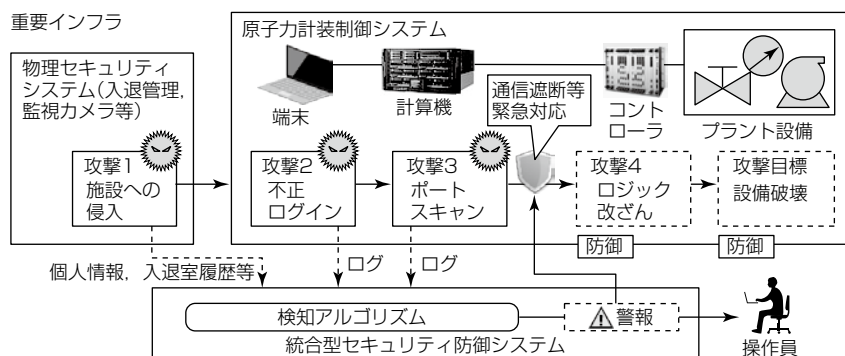 重要インフラ
物理セキュリティ
システム(入退管理,
監視カメラ等)
攻撃1
施設への
侵入
原子力計装制御システム
端末
計算機
通信遮断等
緊急対応
コント
ローラ
プラント設備
攻撃2
不正
ログイン
攻撃3
ポート
スキャン
攻撃4
ロジック
改ざん
攻撃目標
設備破壊
防御
防御
個人情報, 入退室履歴等
ログ
ログ
検知アルゴリズム
警報
統合型セキュリティ防御システム
操作員